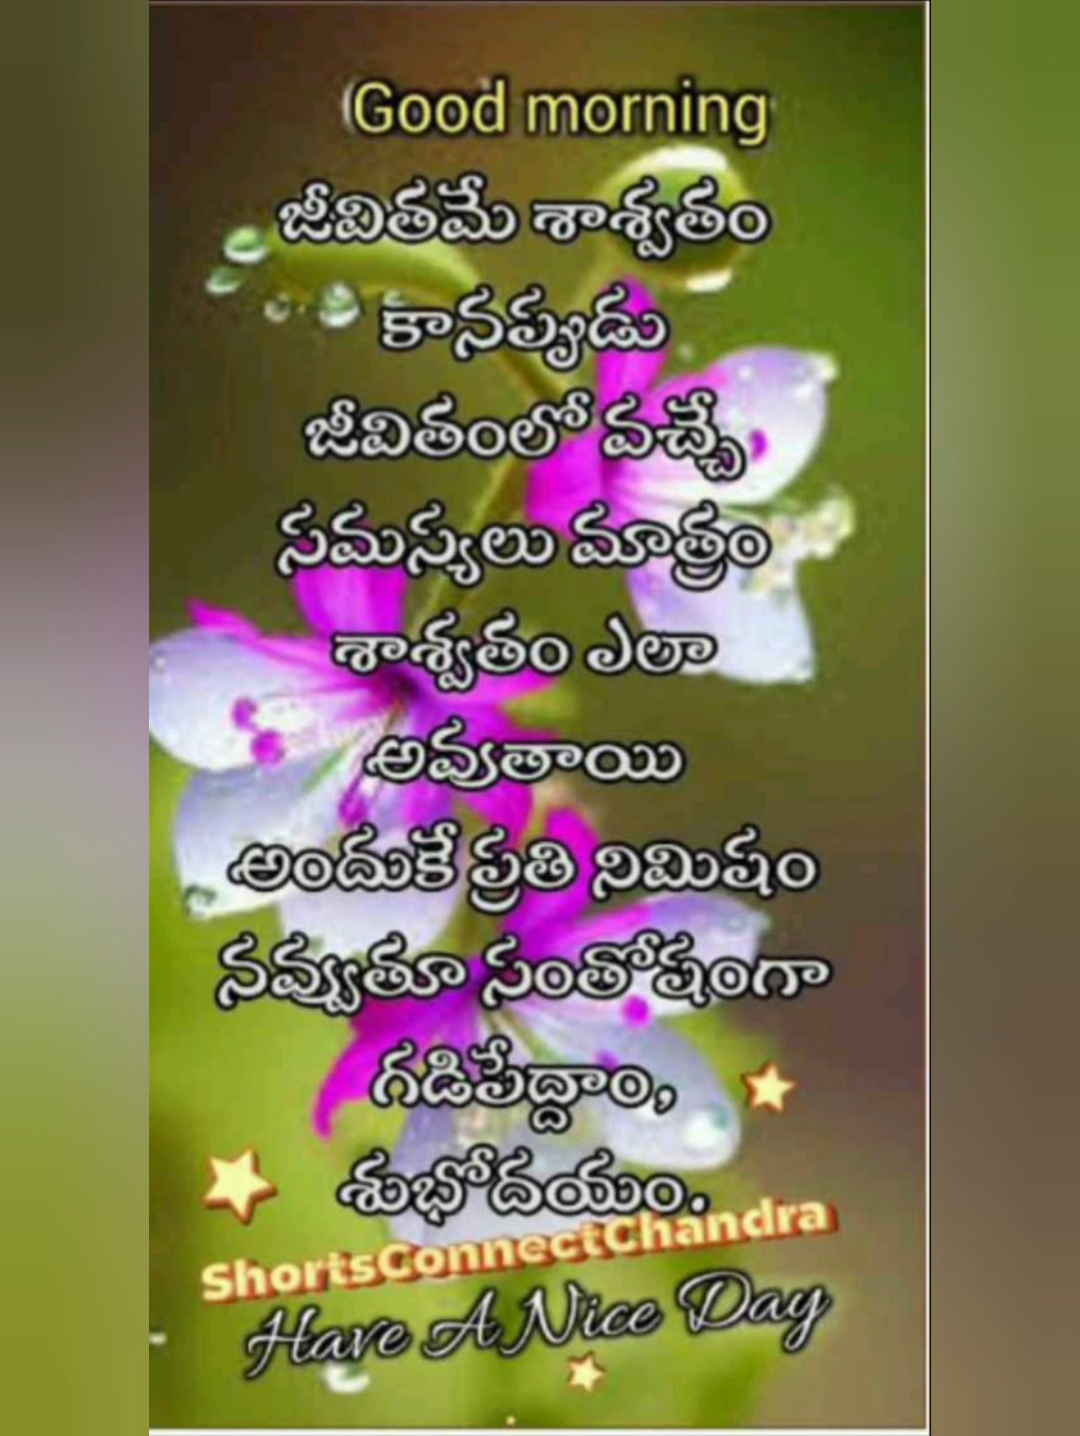 Good morning
జీవితమే శాశ్వతం
కానప్పుడు
జీవితంలో వచ్చే
సమస్యలు మాత్రం
శాశ్వతం ఎలా
అవ్వుతాయి
అందుకే ప్రతి నిమిషం
నవ్వుతూ సంతోషంగా
గడిపేద్దాం,
శుభోదయం.
ShortsConnectChandra
Have A Nice Day